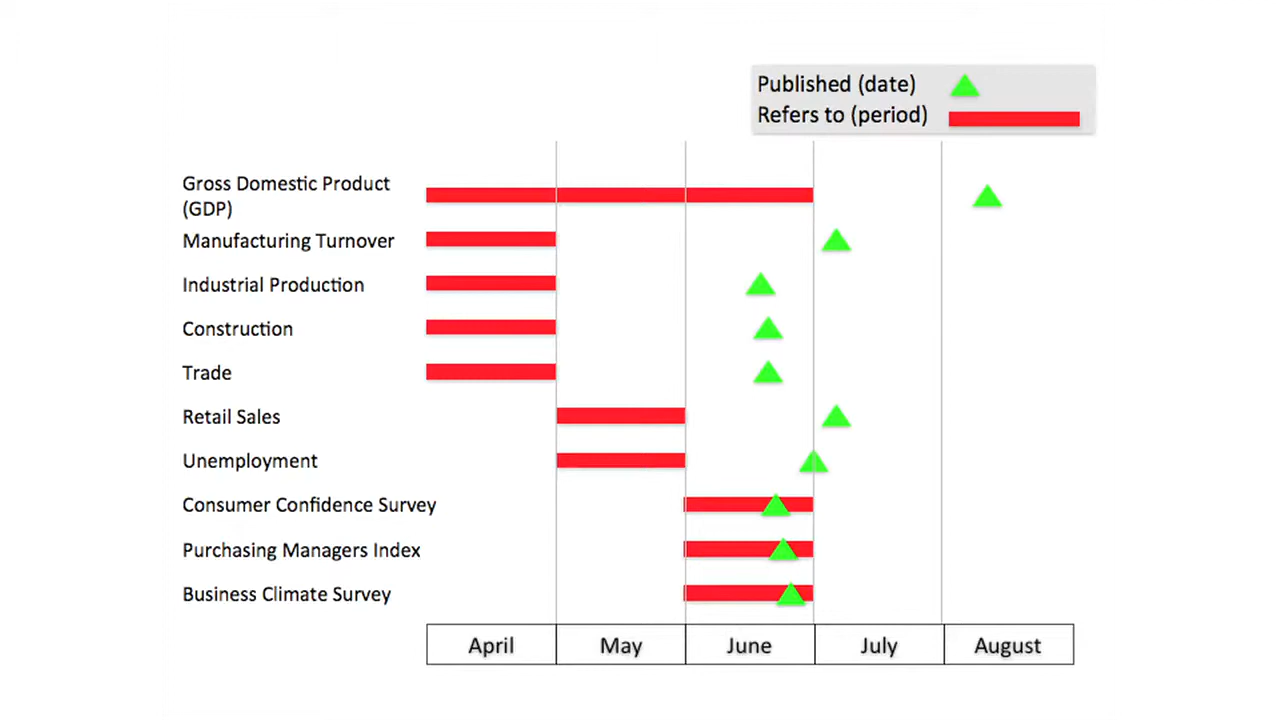 Published (date)
Refers to (period)
Gross Domestic Product
(GDP)
Manufacturing Turnover
Industrial Production
Construction
Trade
Retail Sales
Unemployment
Consumer Confidence Survey
Purchasing Managers Index
Business Climate Survey
April May June July August